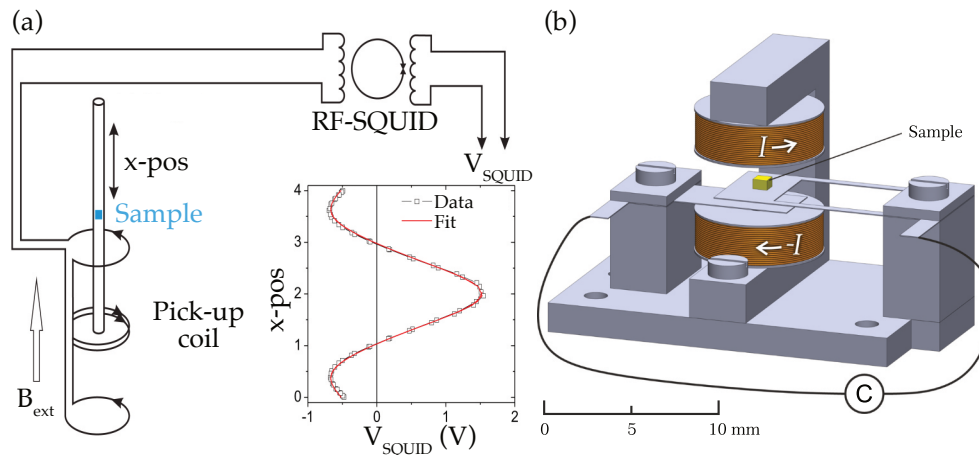 (a)
RF-SQUID
V_SQUID
x-pos
Sample
Pick-up
coil
B_ext
Data
Fit
x-pos
4
3
2
1
0
-1 0 1 2
V_SQUID (V)
(b)
I
Sample
-I
C
0 5 10 mm